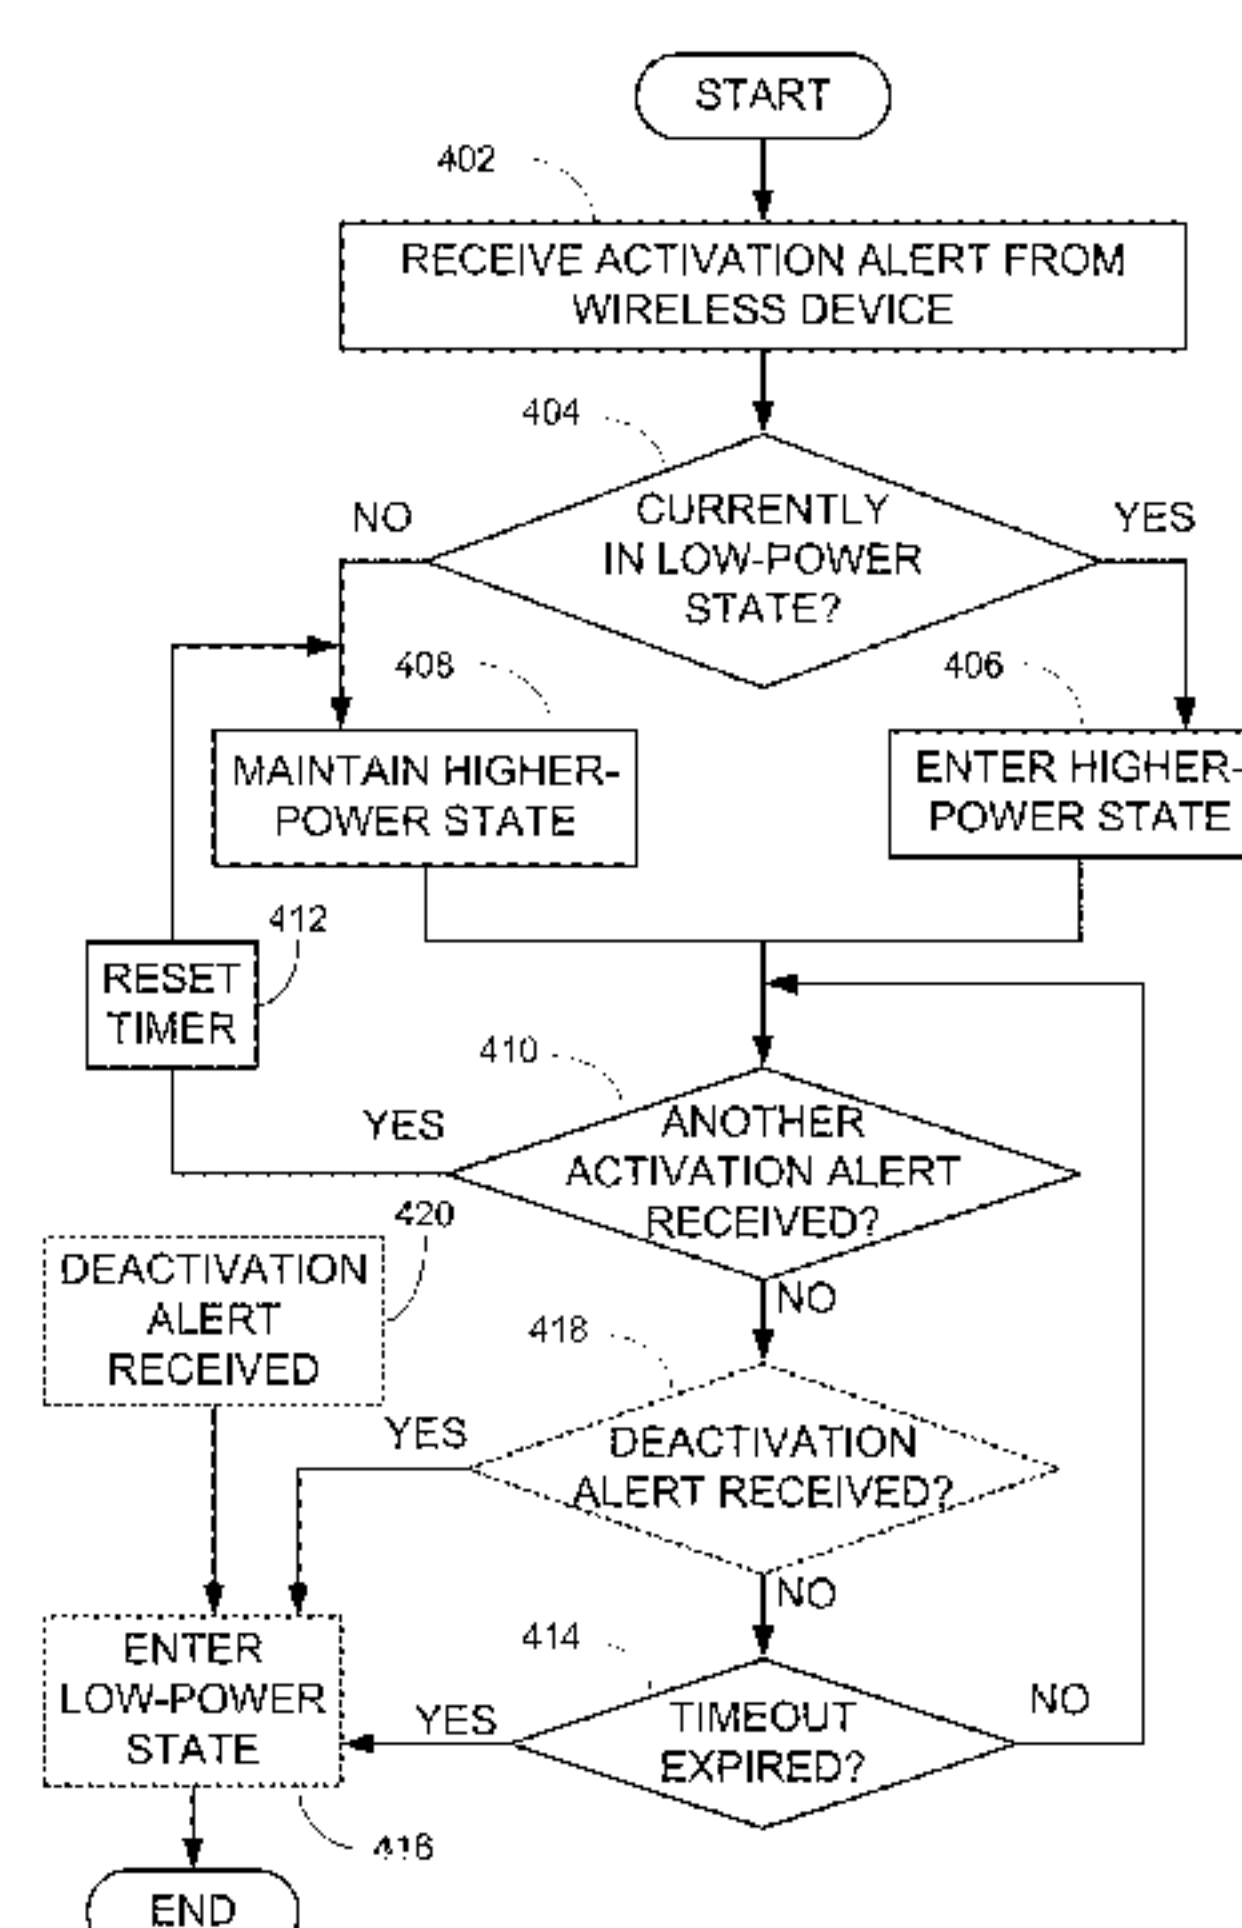 START
402
RECEIVE ACTIVATION ALERT FROM
WIRELESS DEVICE
404
NO
CURRENTLY
IN LOW-POWER
STATE?
YES
408
406
MAINTAIN HIGHER-
POWER STATE
ENTER HIGHER-
POWER STATE
412
RESET
TIMER
410
YES
ANOTHER
ACTIVATION ALERT
RECEIVED?
420
DEACTIVATION
ALERT
RECEIVED
NO
418
YES
DEACTIVATION
ALERT RECEIVED?
NO
414
ENTER
LOW-POWER
STATE
YES
TIMEOUT
EXPIRED?
NO
416
END